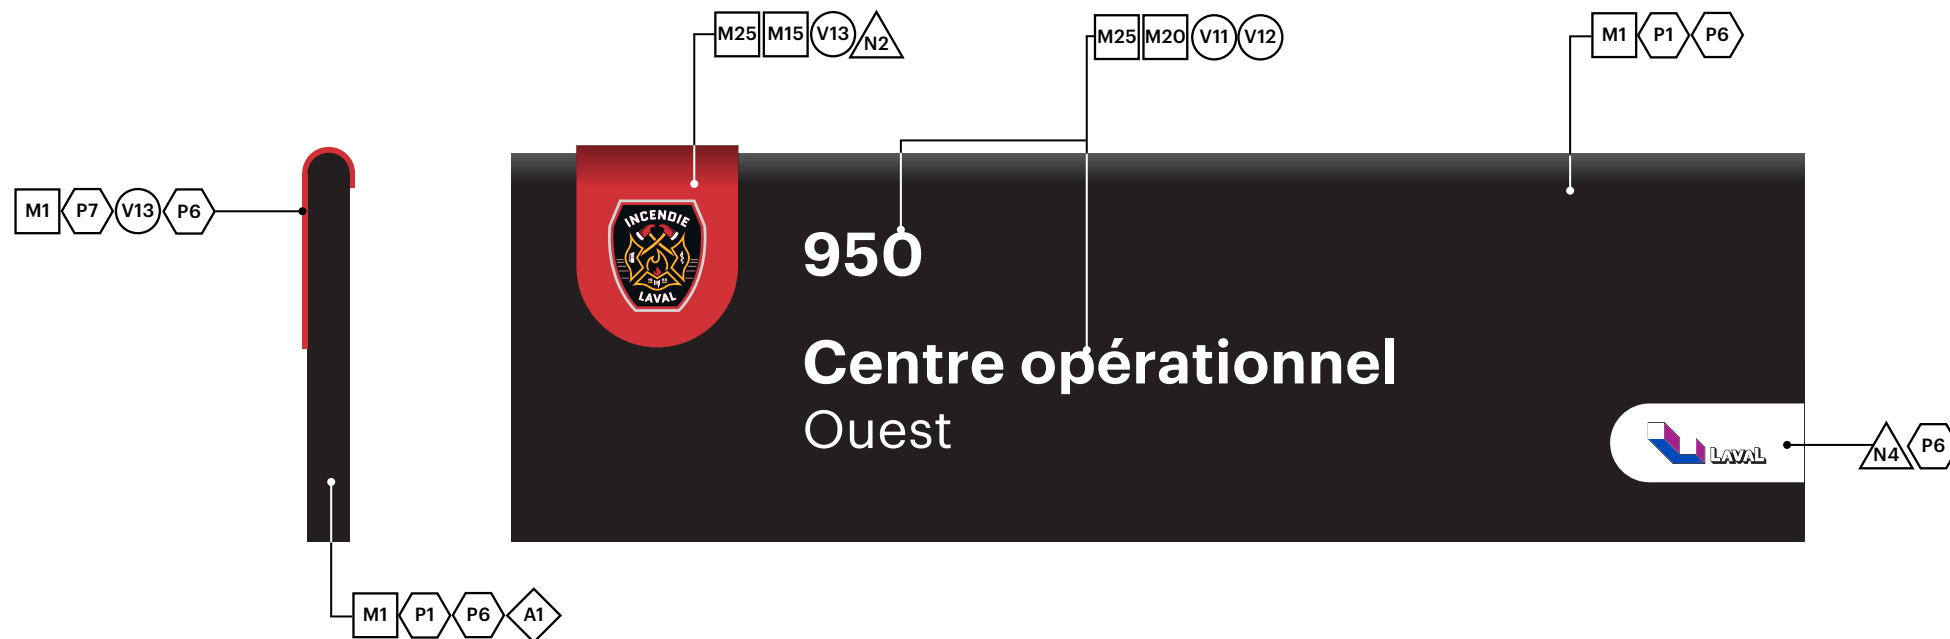 M25 M15 V13 N2
M25 M20 V11 V12
M1 P1 P6
M1 P7 V13 P6
INCENDIE
LAVAL
950
Centre opérationnel
Ouest
LAVAL
N4 P6
M1 P1 P6 A1